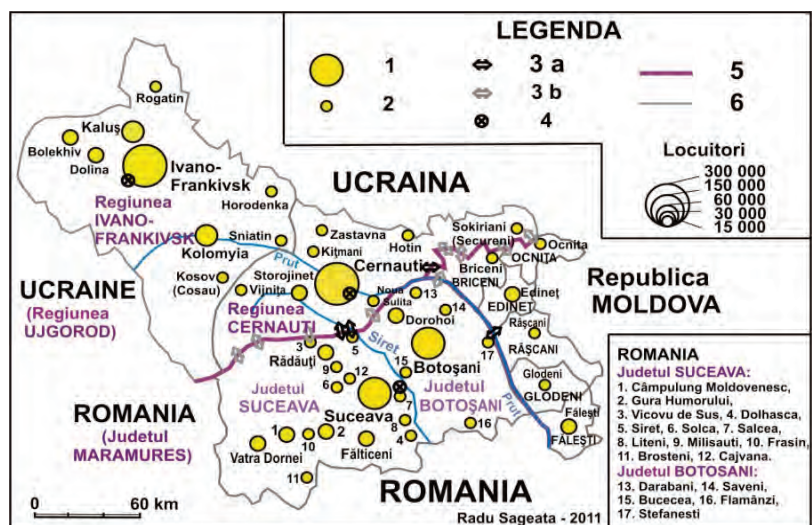 LEGENDA
1
2
3 a
3 b
4
5
6
Locuitori
300 000
150 000
60 000
30 000
15 000
Rogatin
Kaluş
Bolekhiv
Dolina
Ivano-
Frankivsk
Regiunea
IVANO-
FRANKIVSK
Horodenka
UCRAINA
Kolomyia
Sniatin
Zastavna
Kiţmani
Hotin
Sokiriani
(Secureni)
Ocnita
OCNIŢA
Briceni
BRICENI
Prut
Cernauti
Kosov
(Cosau)
Storojinet
Vijnita
Noua
Sulita
13
14
Edineţ
EDINEŢ
Republica
MOLDOVA
UCRAINE
(Regiunea
UJGOROD)
Regiunea
CERNAUTI
Dorohoi
Râşcani
RÂŞCANI
3
5
Siret
17
Rădăuţi
Botoşani
9
12
6
15
Glodeni
GLODENI
Judetul
SUCEAVA
Judetul
BOTOŞANI
Prut
ROMANIA
(Judetul
MARAMURES)
Suceava
7
8
4
16
Făleşti
FĂLEŞTI
1
2
10
Vatra Dornei
Fălticeni
11
ROMANIA
0
60 km
Radu Sageata - 2011
ROMANIA
Judetul SUCEAVA:
1. Câmpulung Moldovenesc,
2. Gura Humorului,
3. Vicovu de Sus, 4. Dolhasca,
5. Siret, 6. Solca, 7. Salcea,
8. Liteni, 9. Milisauti, 10. Frasin,
11. Brosteni, 12. Cajvana.
Judetul BOTOSANI:
13. Darabani, 14. Saveni,
15. Bucecea, 16. Flamânzi,
17. Stefanesti